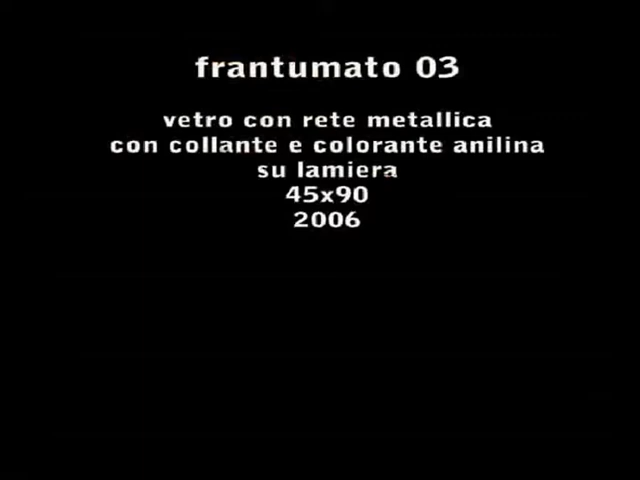 frantumato 03
vetro con rete metallica
con collante e colorante anilina
su lamiera
45x90
2006